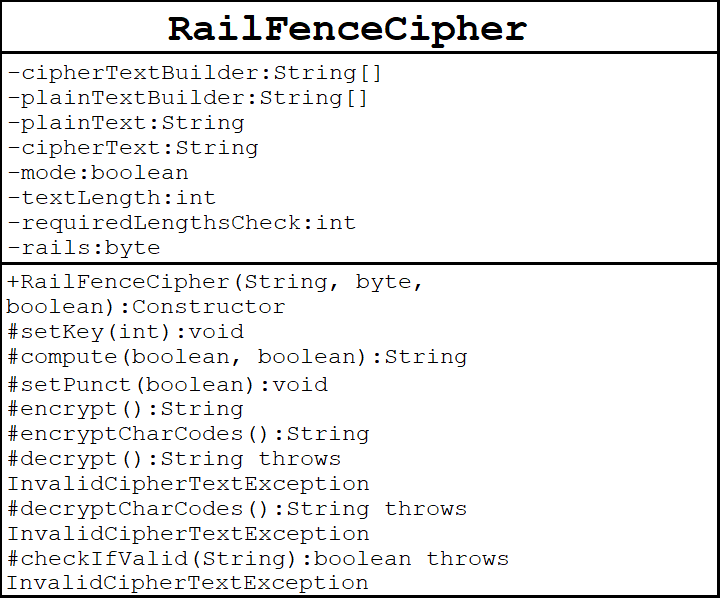 RailFenceCipher
-cipherTextBuilder:String[]
-plainTextBuilder:String[]
-plainText:String
-cipherText:String
-mode:boolean
-textLength:int
-requiredLengthsCheck:int
-rails:byte
+RailFenceCipher(String, byte,
boolean):Constructor
#setKey(int):void
#compute(boolean, boolean):String
#setPunct(boolean):void
#encrypt():String
#encryptCharCodes():String
#decrypt():String throws
InvalidCipherTextException
#decryptCharCodes():String throws
InvalidCipherTextException
#checkIfValid(String):boolean throws
InvalidCipherTextException